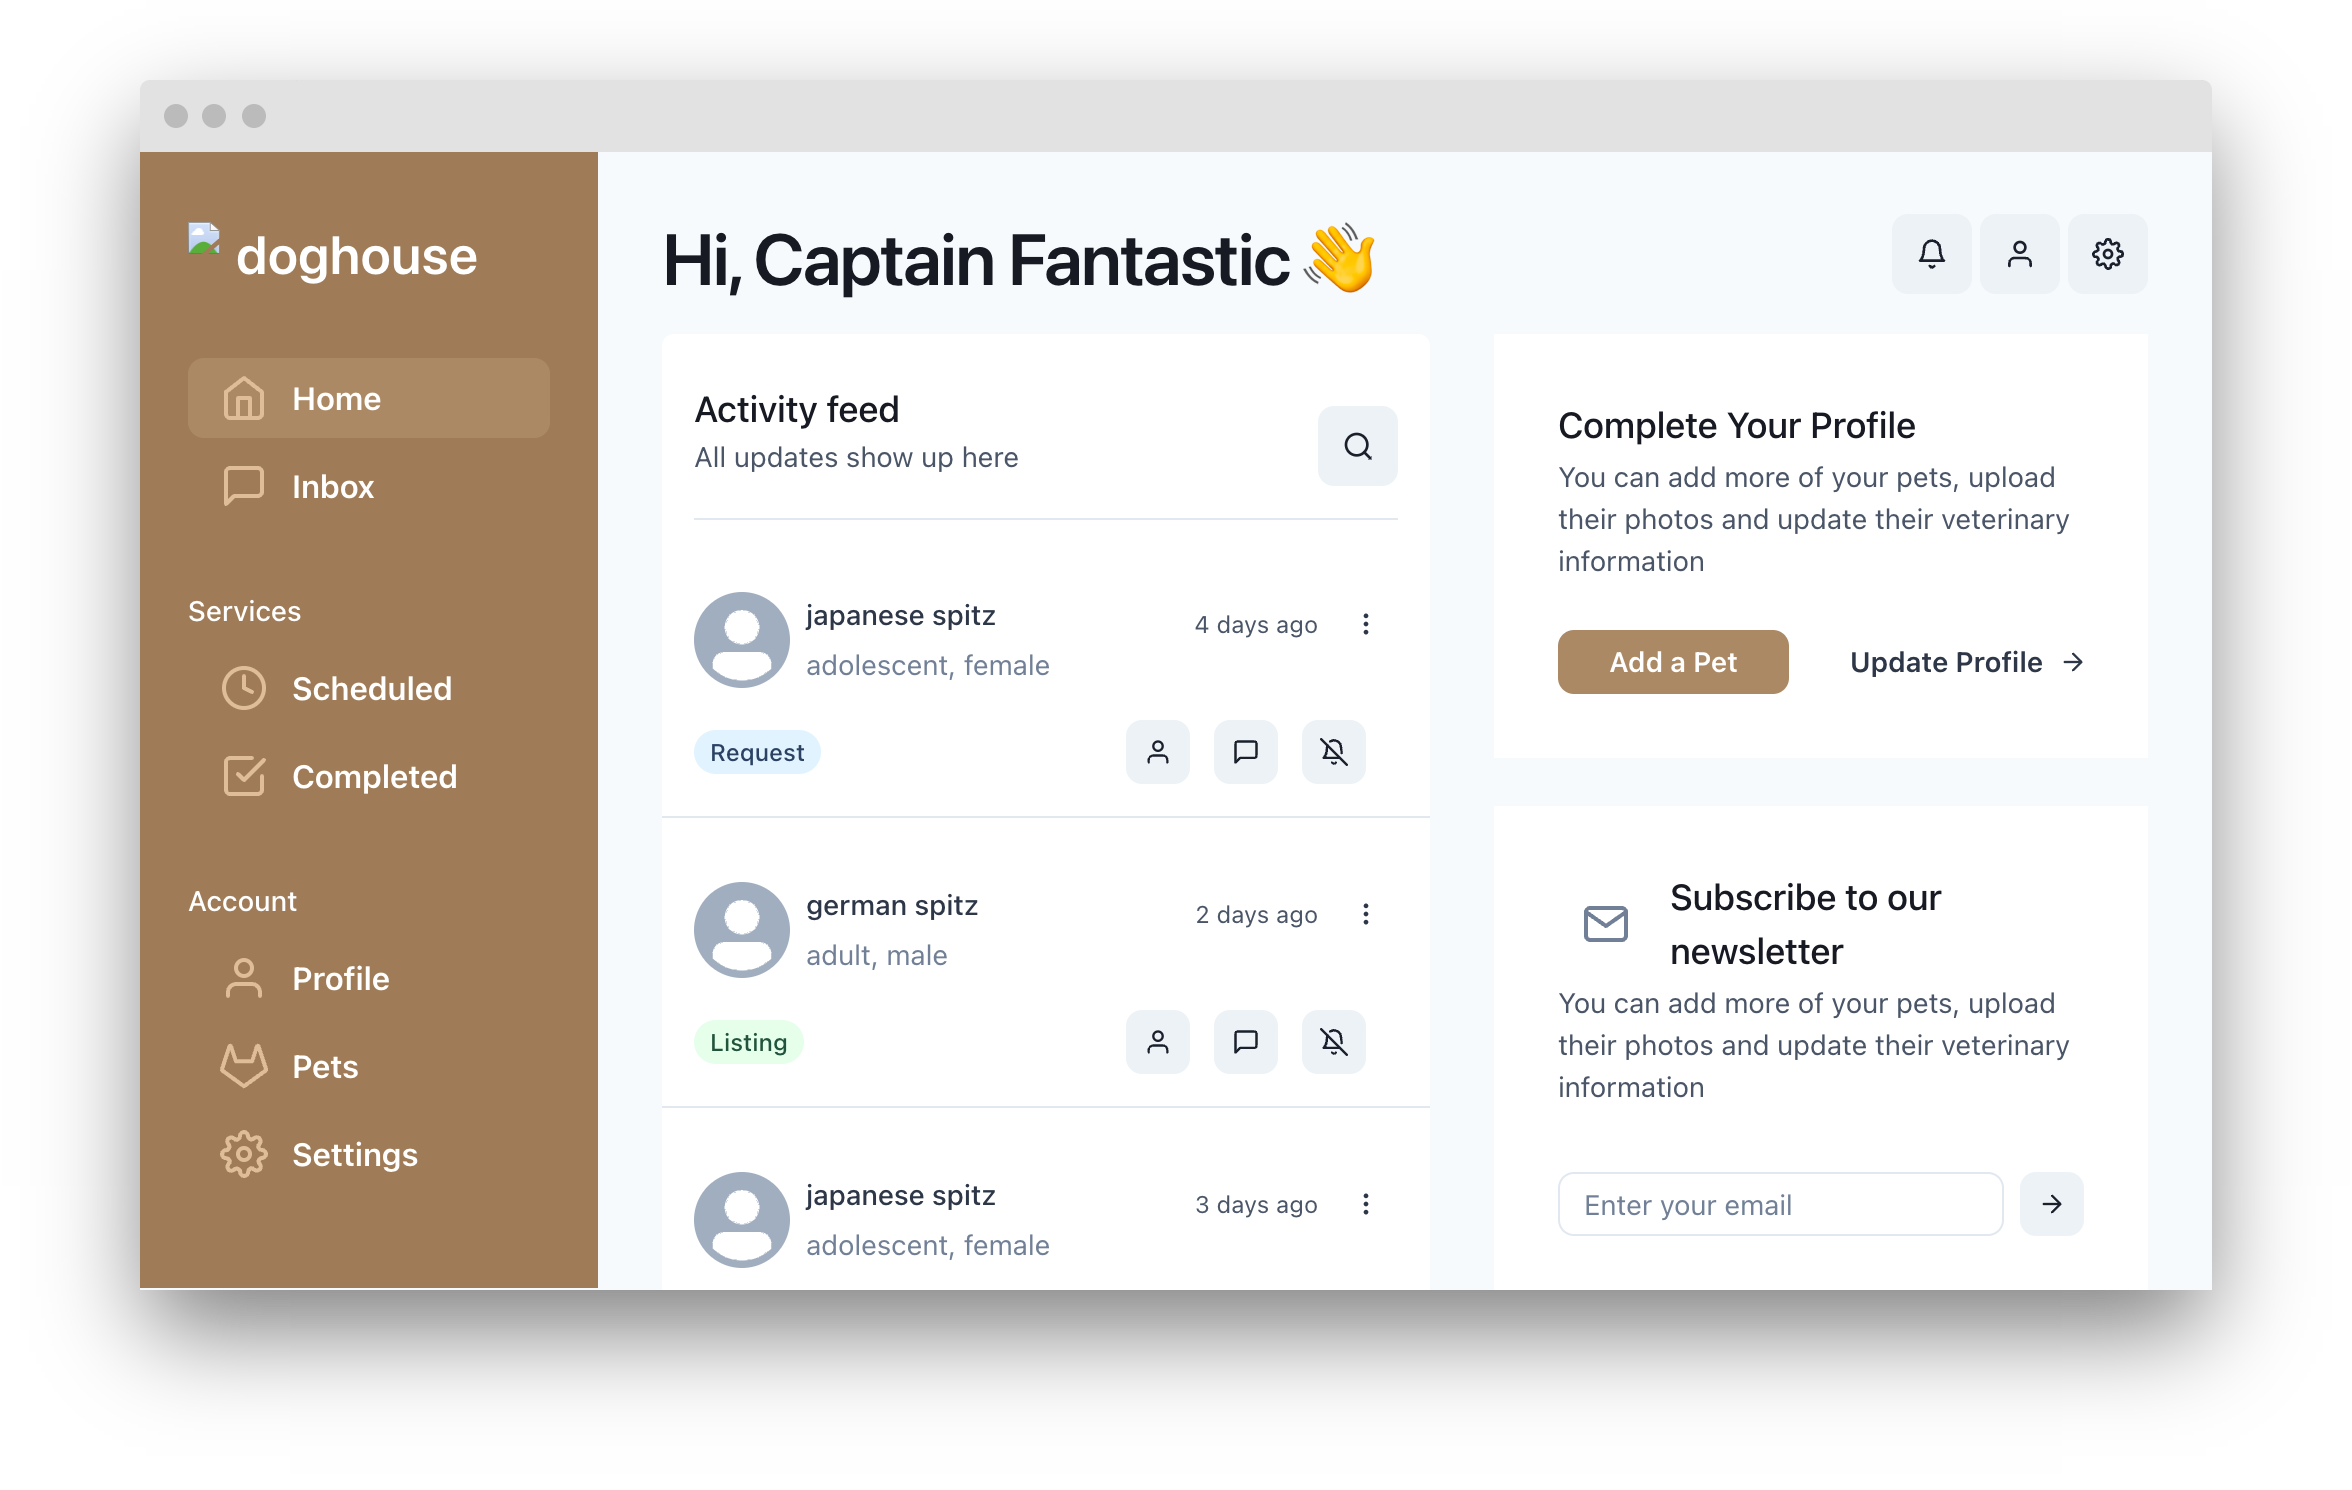 doghouse
Home
Inbox
Services
Scheduled
Completed
Account
Profile
Pets
Settings
Hi, Captain Fantastic 👋
Activity feed
All updates show up here
japanese spitz
4 days ago
adolescent, female
Request
german spitz
2 days ago
adult, male
Listing
japanese spitz
3 days ago
adolescent, female
Complete Your Profile
You can add more of your pets, upload
their photos and update their veterinary
information
Add a Pet
Update Profile →
Subscribe to our
newsletter
You can add more of your pets, upload
their photos and update their veterinary
information
Enter your email